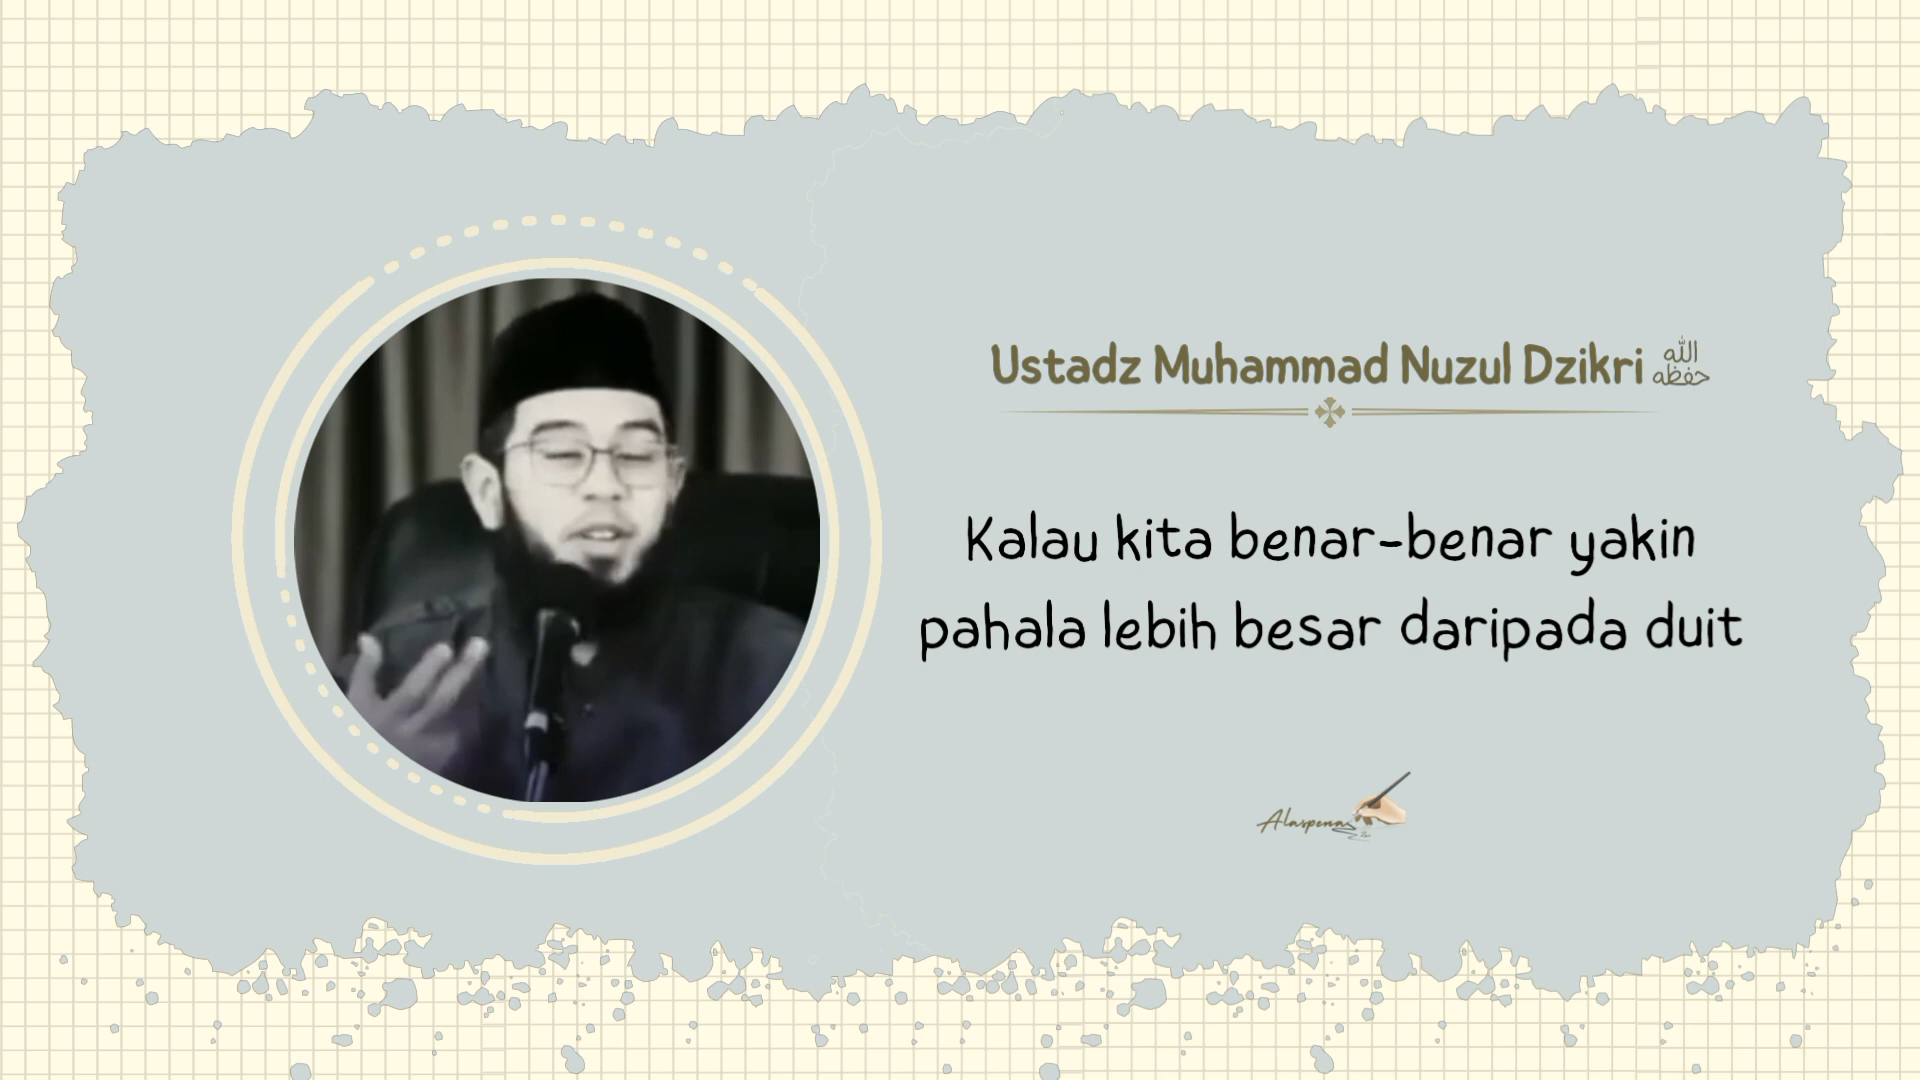 Ustadz Muhammad Nuzul Dzikri حفظه الله
Kalau kita benar-benar yakin
pahala lebih besar daripada duit
Alaspena